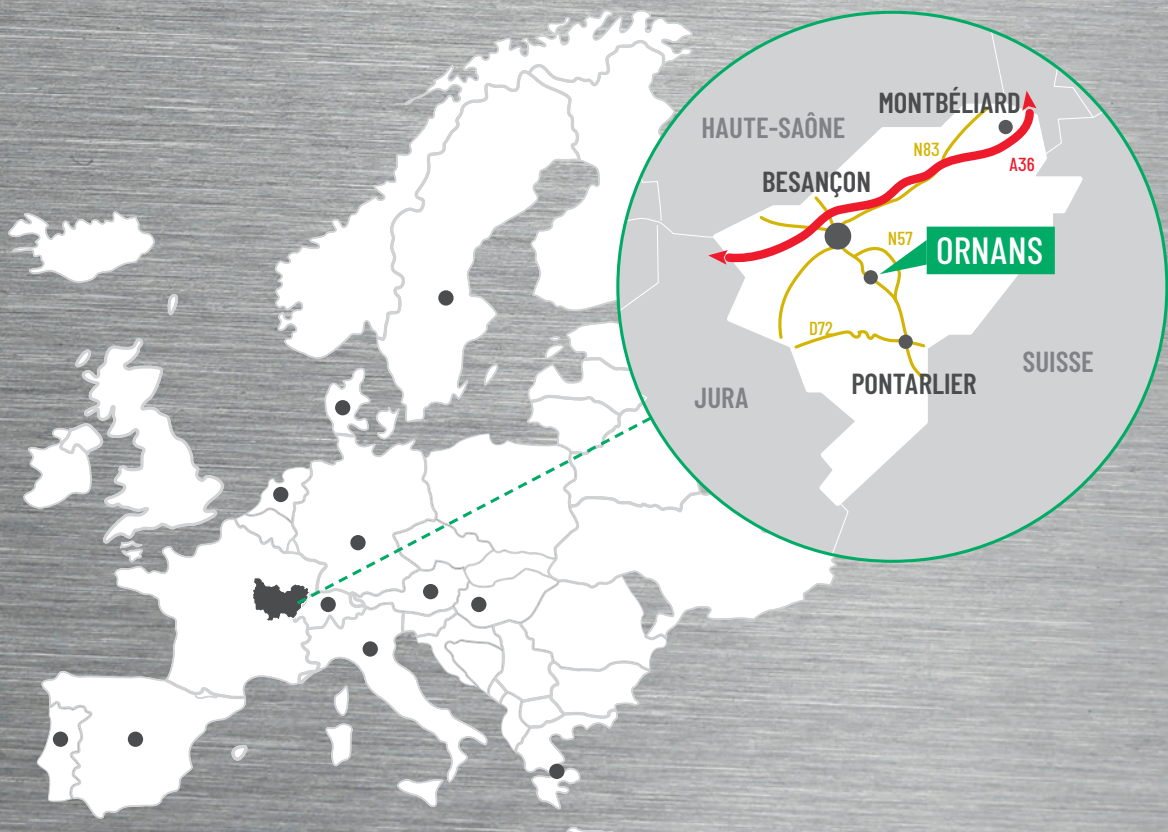 MONTBÉLIARD
HAUTE-SAÔNE
N83
A36
BESANÇON
N57
ORNANS
D72
SUISSE
PONTARLIER
JURA